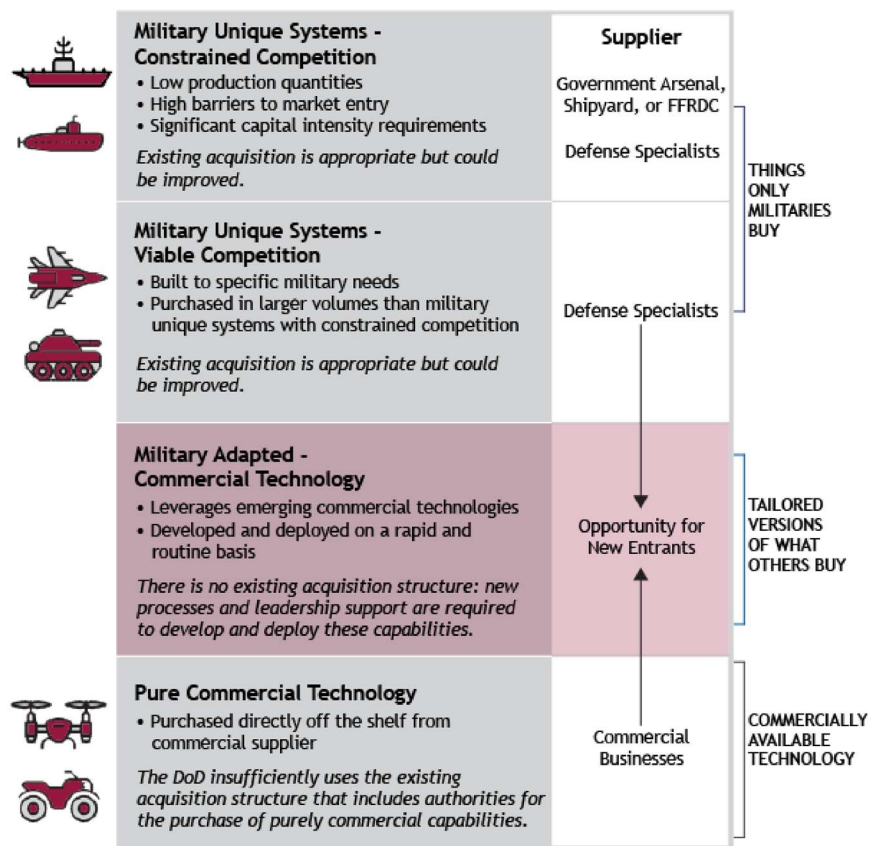 Military Unique Systems -
Constrained Competition
• Low production quantities
• High barriers to market entry
• Significant capital intensity requirements
Existing acquisition is appropriate but could
be improved.
Supplier
Government Arsenal,
Shipyard, or FFRDC
Defense Specialists
THINGS
ONLY
MILITARIES
BUY
Military Unique Systems -
Viable Competition
• Built to specific military needs
• Purchased in larger volumes than military
unique systems with constrained competition
Existing acquisition is appropriate but could
be improved.
Defense Specialists
Military Adapted -
Commercial Technology
• Leverages emerging commercial technologies
• Developed and deployed on a rapid and
routine basis
There is no existing acquisition structure: new
processes and leadership support are required
to develop and deploy these capabilities.
Opportunity for
New Entrants
TAILORED
VERSIONS
OF WHAT
OTHERS BUY
Pure Commercial Technology
• Purchased directly off the shelf from
commercial supplier
The DoD insufficiently uses the existing
acquisition structure that includes authorities for
the purchase of purely commercial capabilities.
Commercial
Businesses
COMMERCIALLY
AVAILABLE
TECHNOLOGY